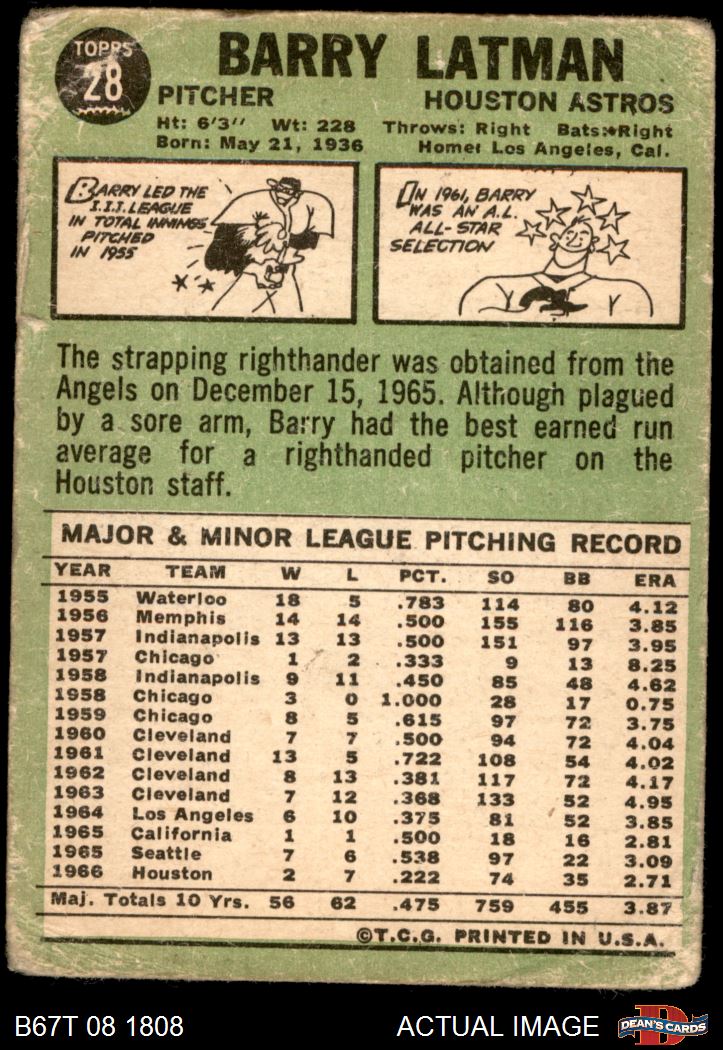 TOPPS
28
BARRY LATMAN
PITCHER HOUSTON ASTROS
Ht: 6'3" Wt: 228 Throws: Right Bats: Right
Born: May 21, 1936 Home: Los Angeles, Cal.
BARRY LED THE
I.I.I. LEAGUE
IN TOTAL INNINGS
PITCHED
IN 1955
IN 1961, BARRY
WAS AN A.L.
ALL-STAR
SELECTION
The strapping righthander was obtained from the
Angels on December 15, 1965. Although plagued
by a sore arm, Barry had the best earned run
average for a righthanded pitcher on the
Houston staff.
MAJOR & MINOR LEAGUE PITCHING RECORD
YEAR TEAM W L PCT. SO BB ERA
1955 Waterloo 18 5 .783 114 80 4.12
1956 Memphis 14 14 .500 155 116 3.85
1957 Indianapolis 13 13 .500 151 97 3.95
1957 Chicago 1 2 .333 9 13 8.25
1958 Indianapolis 9 11 .450 85 48 4.62
1958 Chicago 3 0 1.000 28 17 0.75
1959 Chicago 8 5 .615 97 72 3.75
1960 Cleveland 7 7 .500 94 72 4.04
1961 Cleveland 13 5 .722 108 54 4.02
1962 Cleveland 8 13 .381 117 72 4.17
1963 Cleveland 7 12 .368 133 52 4.95
1964 Los Angeles 6 10 .375 81 52 3.85
1965 California 1 1 .500 18 16 2.81
1965 Seattle 7 6 .538 97 22 3.09
1966 Houston 2 7 .222 74 35 2.71
Maj. Totals 10 Yrs. 56 62 .475 759 455 3.87
©T.C.G. PRINTED IN U.S.A.
B67T 08 1808 ACTUAL IMAGE
D
DEAN'S CARDS